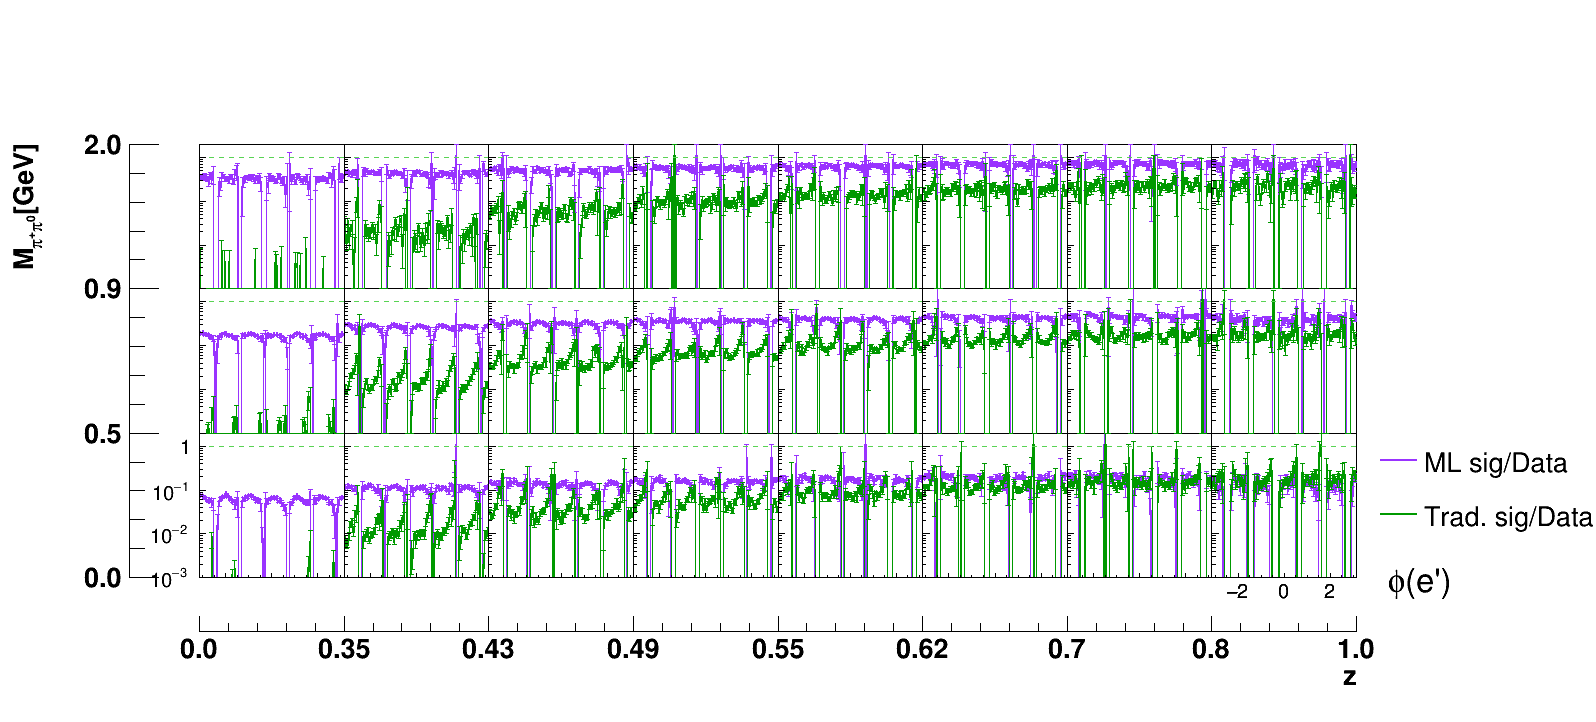 M π⁺π⁰ [GeV]
2.0
0.9
0.5
0.0
1
10⁻¹
10⁻²
10⁻³
ML sig/Data
Trad. sig/Data
−2 0 2
ϕ(e')
0.0 0.35 0.43 0.49 0.55 0.62 0.7 0.8 1.0
z